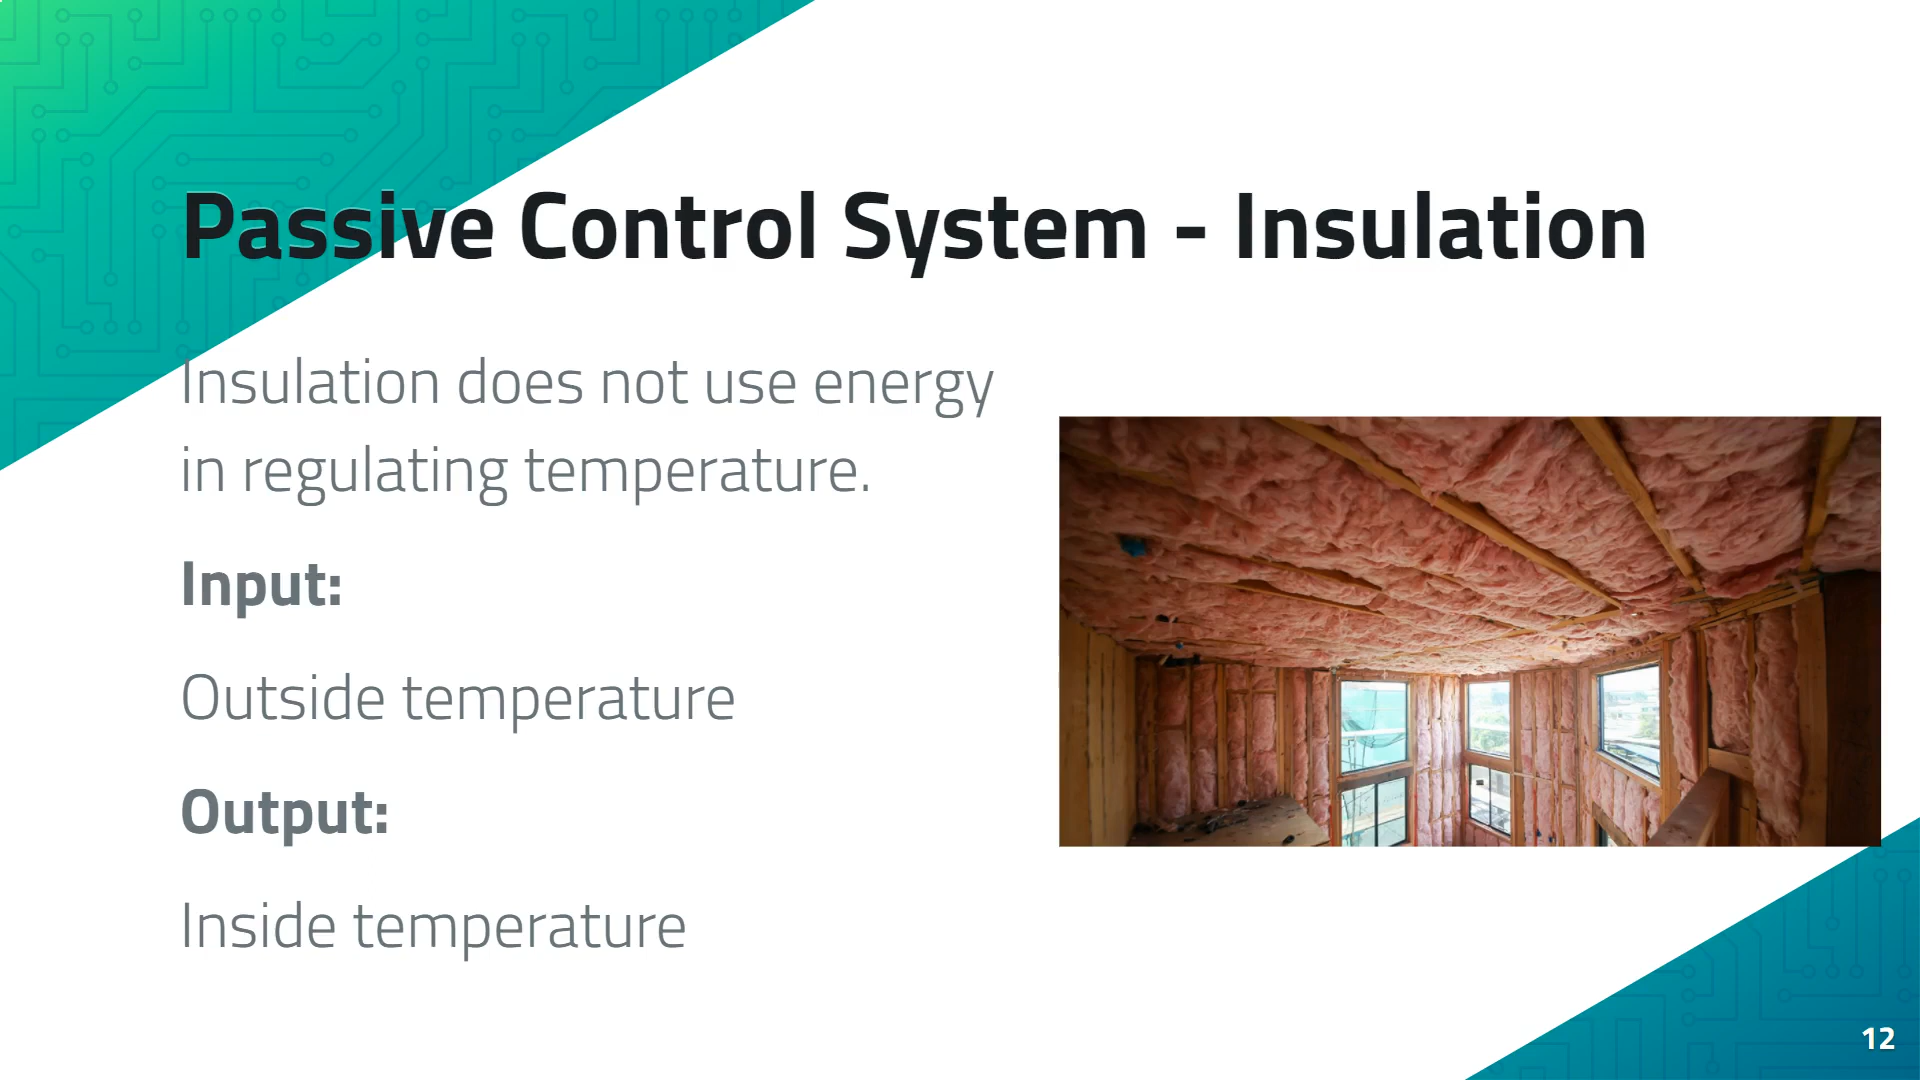 Passive Control System - Insulation
Insulation does not use energy
in regulating temperature.
Input:
Outside temperature
Output:
Inside temperature
12